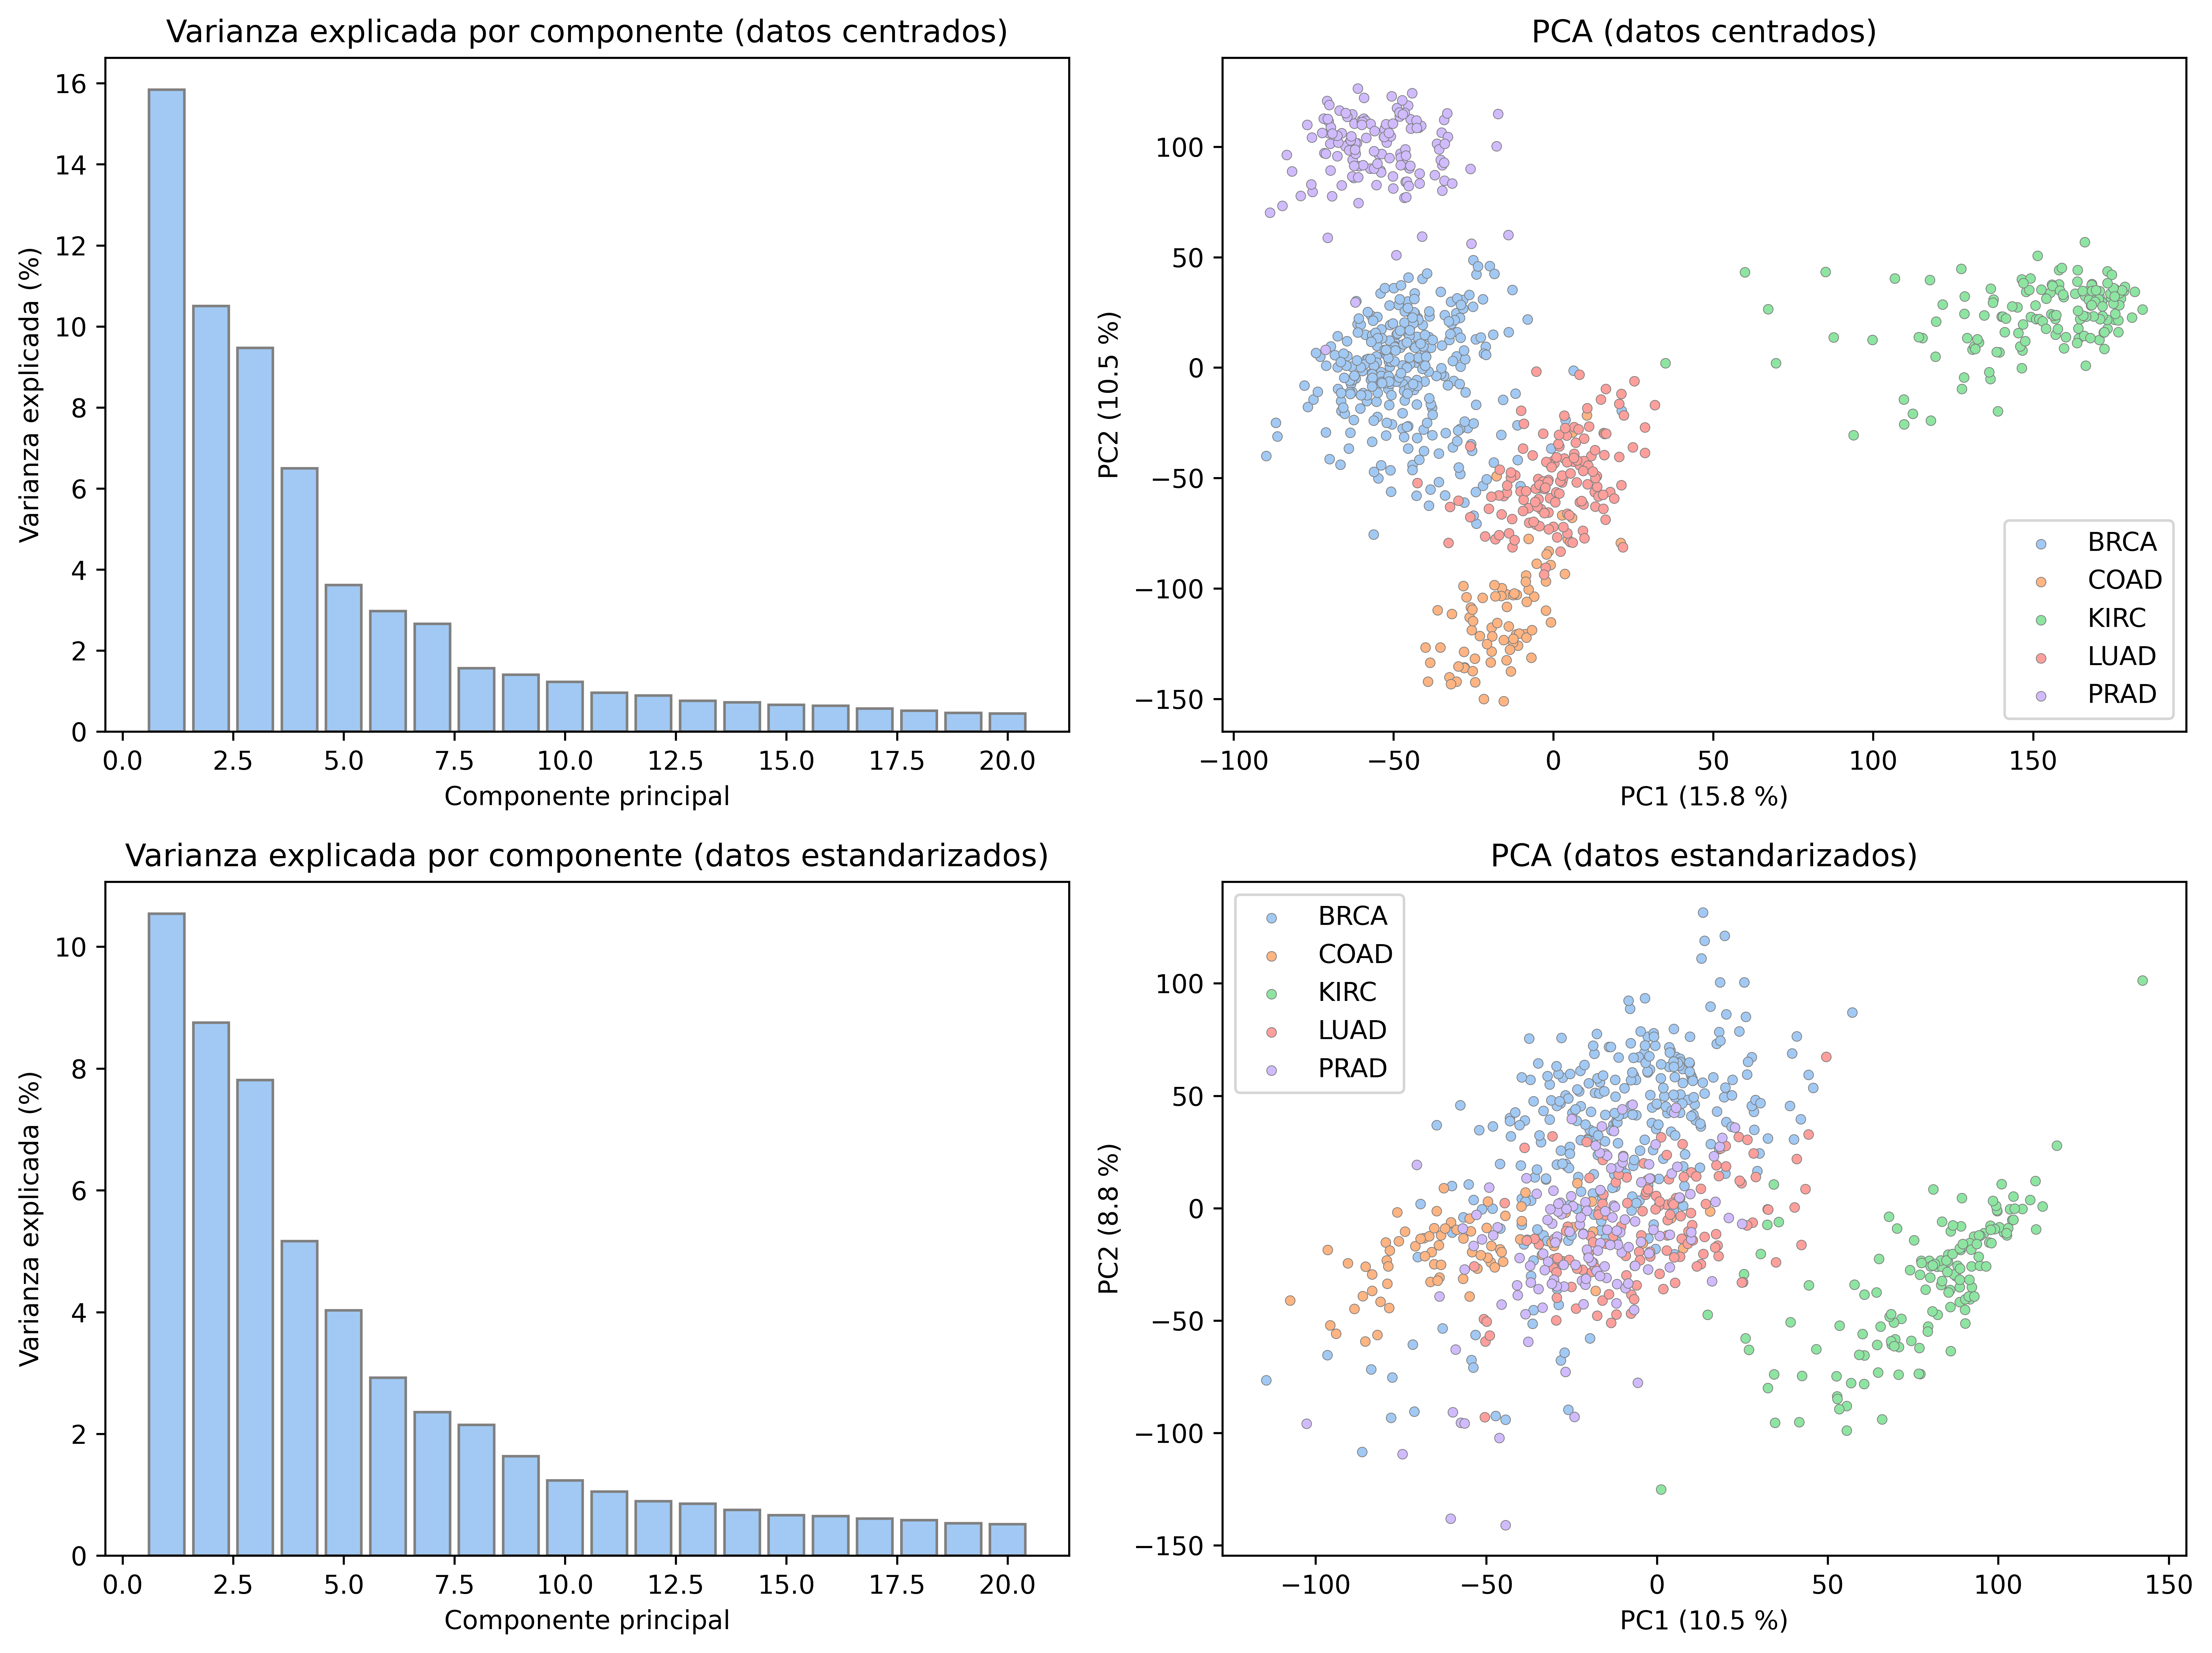 Varianza explicada por componente (datos centrados)
Varianza explicada (%)
16
14
12
10
8
6
4
2
0
0.0 2.5 5.0 7.5 10.0 12.5 15.0 17.5 20.0
Componente principal
PCA (datos centrados)
PC2 (10.5 %)
100
50
0
−50
−100
−150
BRCA
COAD
KIRC
LUAD
PRAD
−100 −50 0 50 100 150
PC1 (15.8 %)
Varianza explicada por componente (datos estandarizados)
Varianza explicada (%)
10
8
6
4
2
0
0.0 2.5 5.0 7.5 10.0 12.5 15.0 17.5 20.0
Componente principal
PCA (datos estandarizados)
PC2 (8.8 %)
BRCA
COAD
KIRC
LUAD
PRAD
100
50
0
−50
−100
−150
−100 −50 0 50 100 150
PC1 (10.5 %)